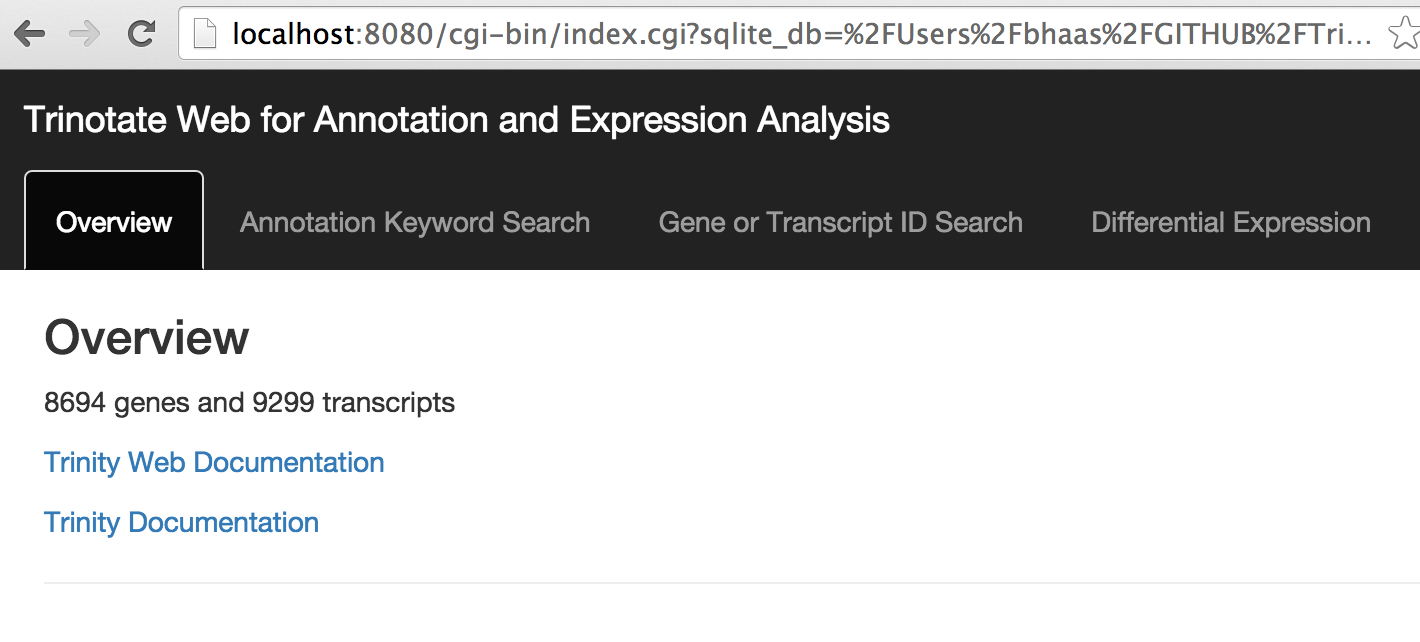 localhost:8080/cgi-bin/index.cgi?sqlite_db=%2FUsers%2Fbhaas%2FGITHUB%2FTri...
Trinotate Web for Annotation and Expression Analysis
Overview Annotation Keyword Search Gene or Transcript ID Search Differential Expression
Overview
8694 genes and 9299 transcripts
Trinity Web Documentation
Trinity Documentation